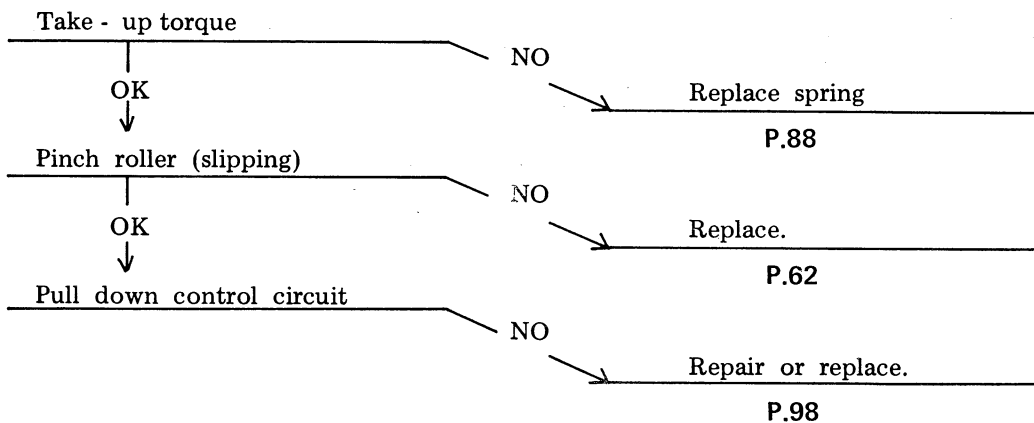 Take - up torque
NO
OK
Replace spring
P.88
Pinch roller (slipping)
NO
OK
Replace.
P.62
Pull down control circuit
NO
Repair or replace.
P.98